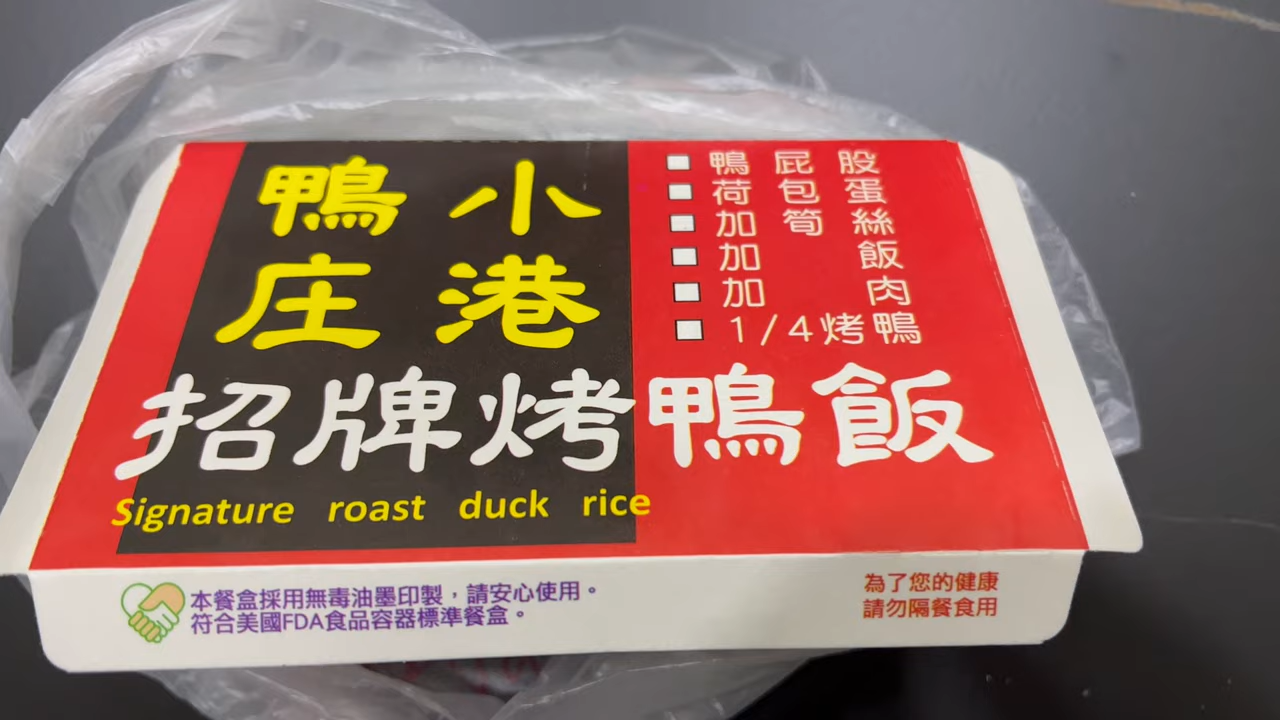 小港
鴨庄
招牌烤鴨飯
Signature roast duck rice
鴨屁股
荷包蛋
加筍絲
加飯
加肉
1/4烤鴨
本餐盒採用無毒油墨印製，請安心使用。
符合美國FDA食品容器標準餐盒。
為了您的健康
請勿隔餐食用